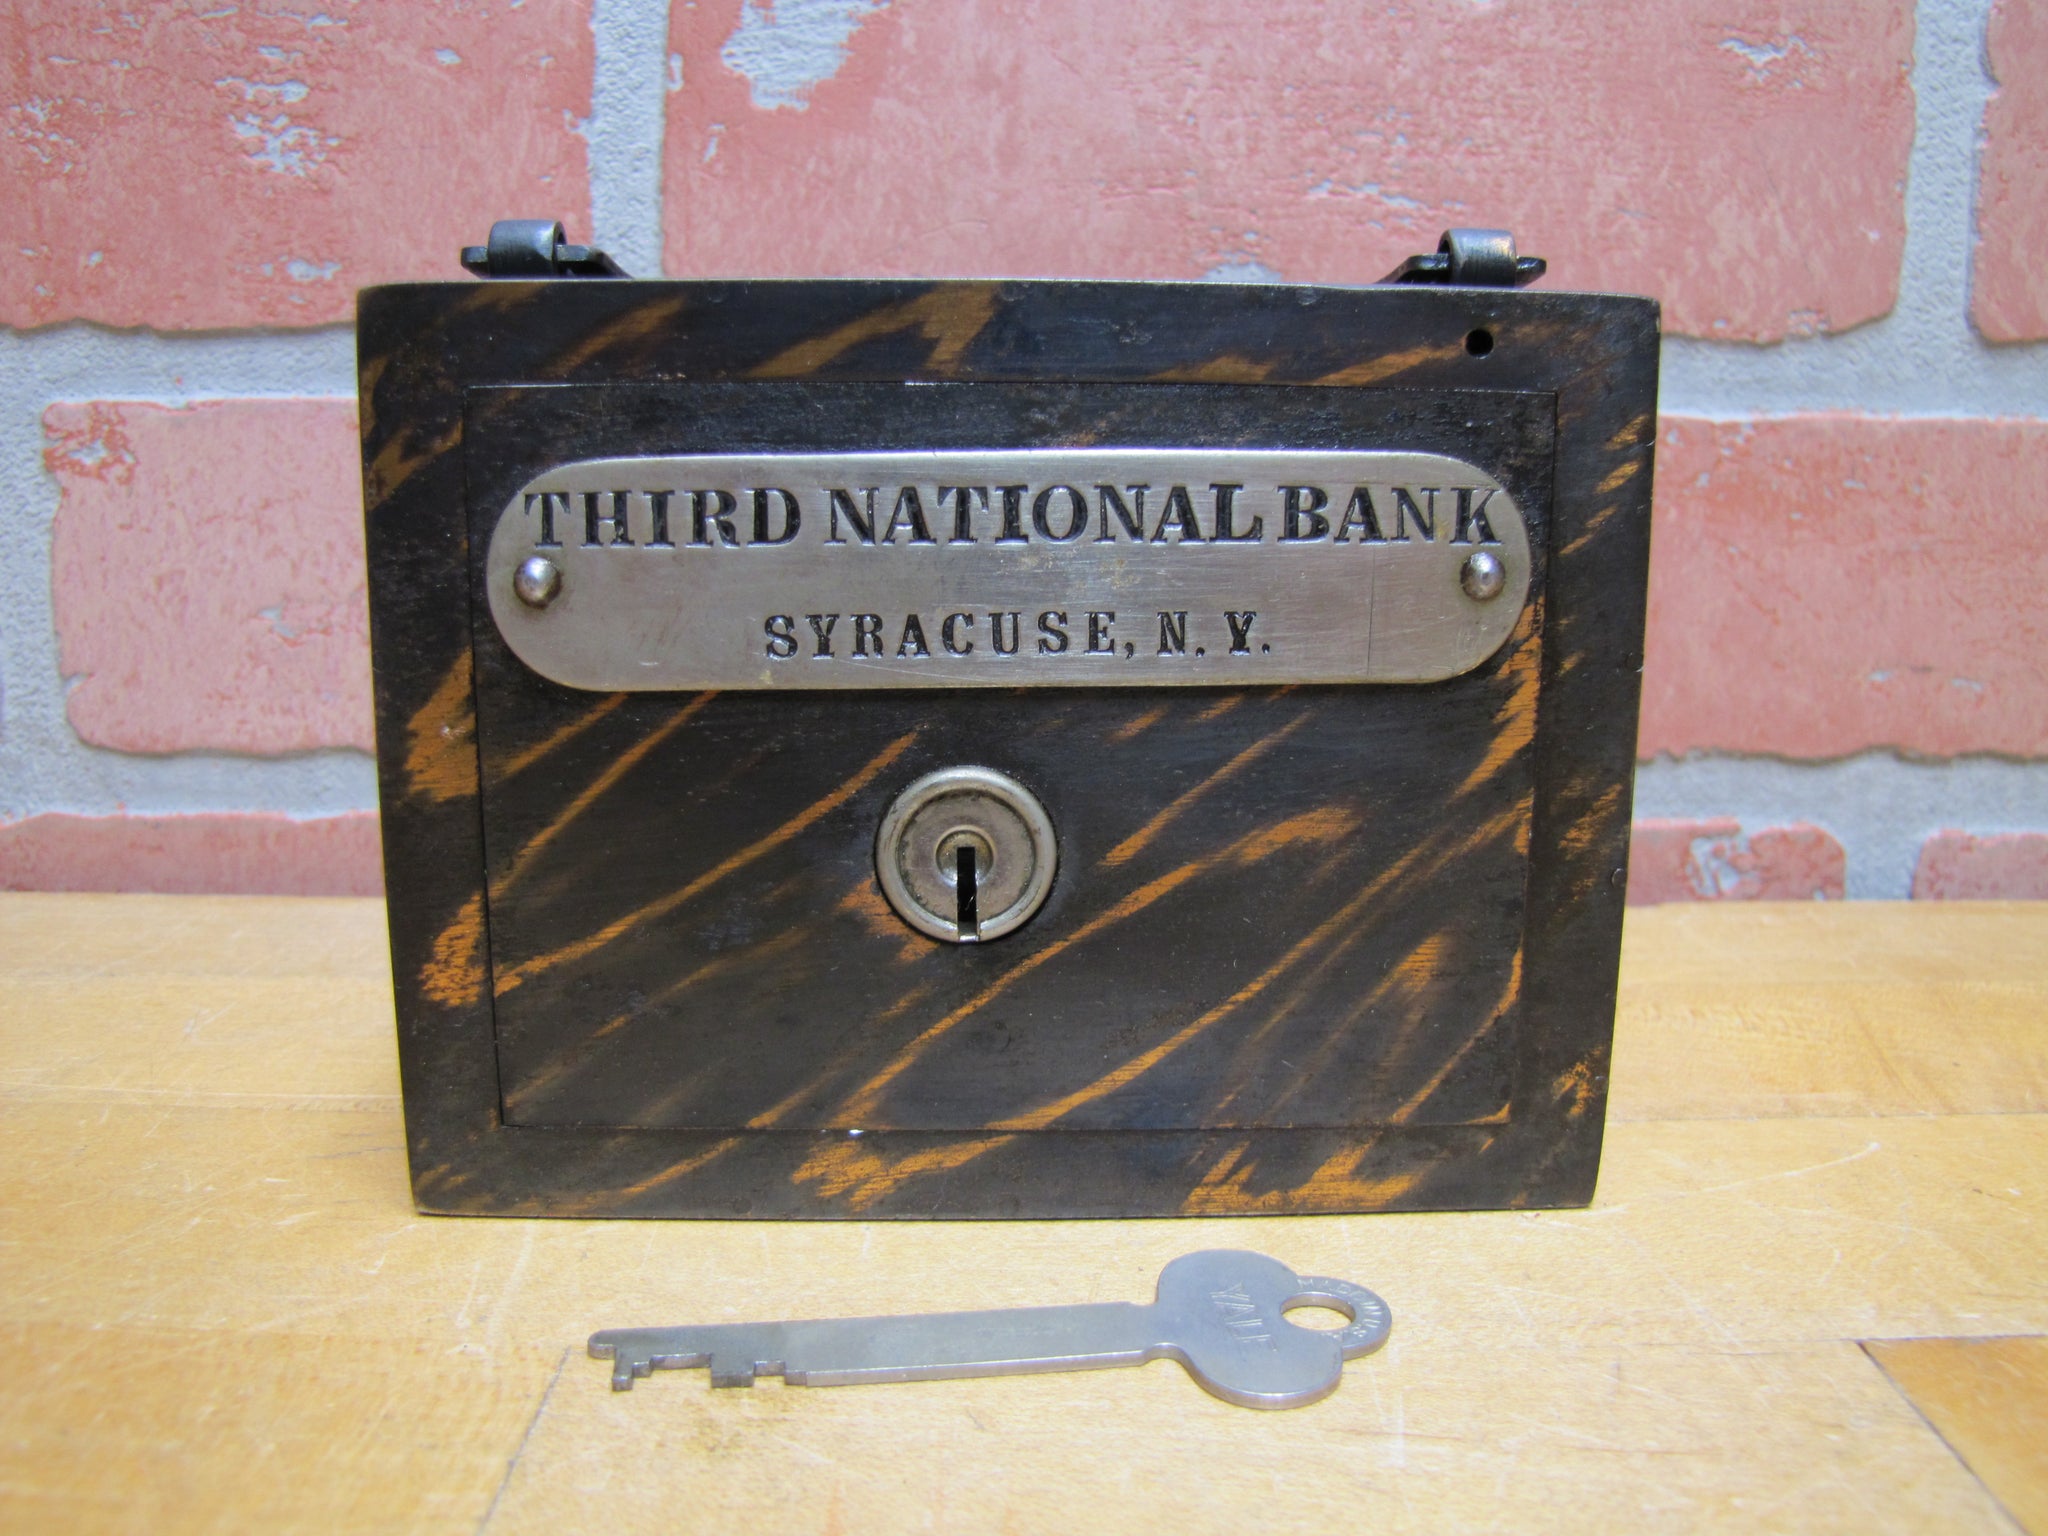 THIRD NATIONAL BANK
SYRACUSE, N.Y.
YALE